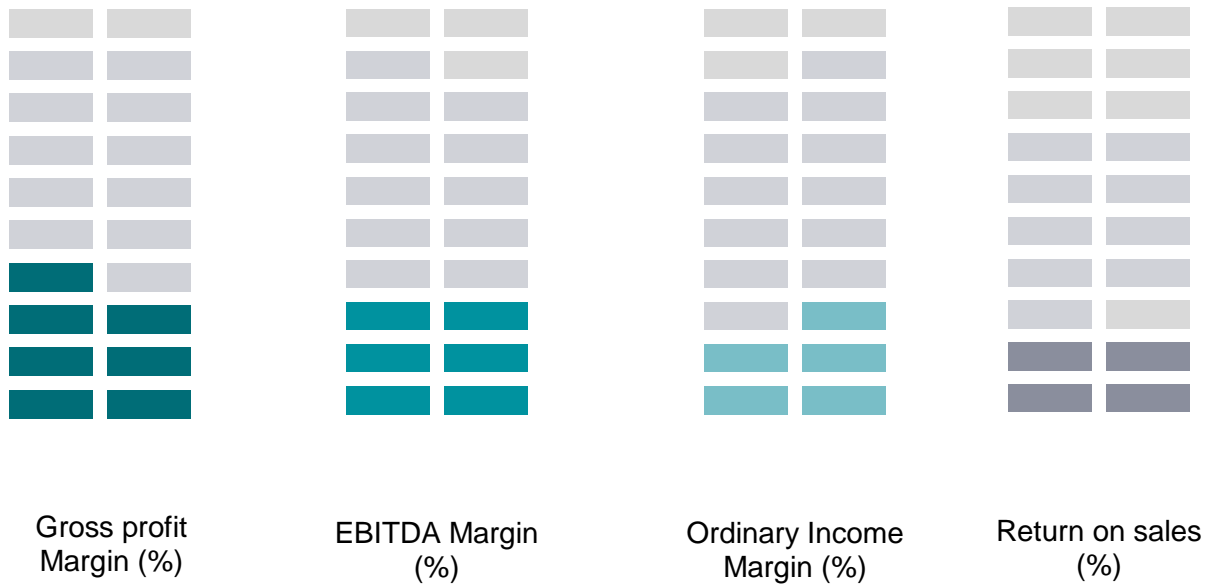 Gross profit
Margin (%)
EBITDA Margin
(%)
Ordinary Income
Margin (%)
Return on sales
(%)